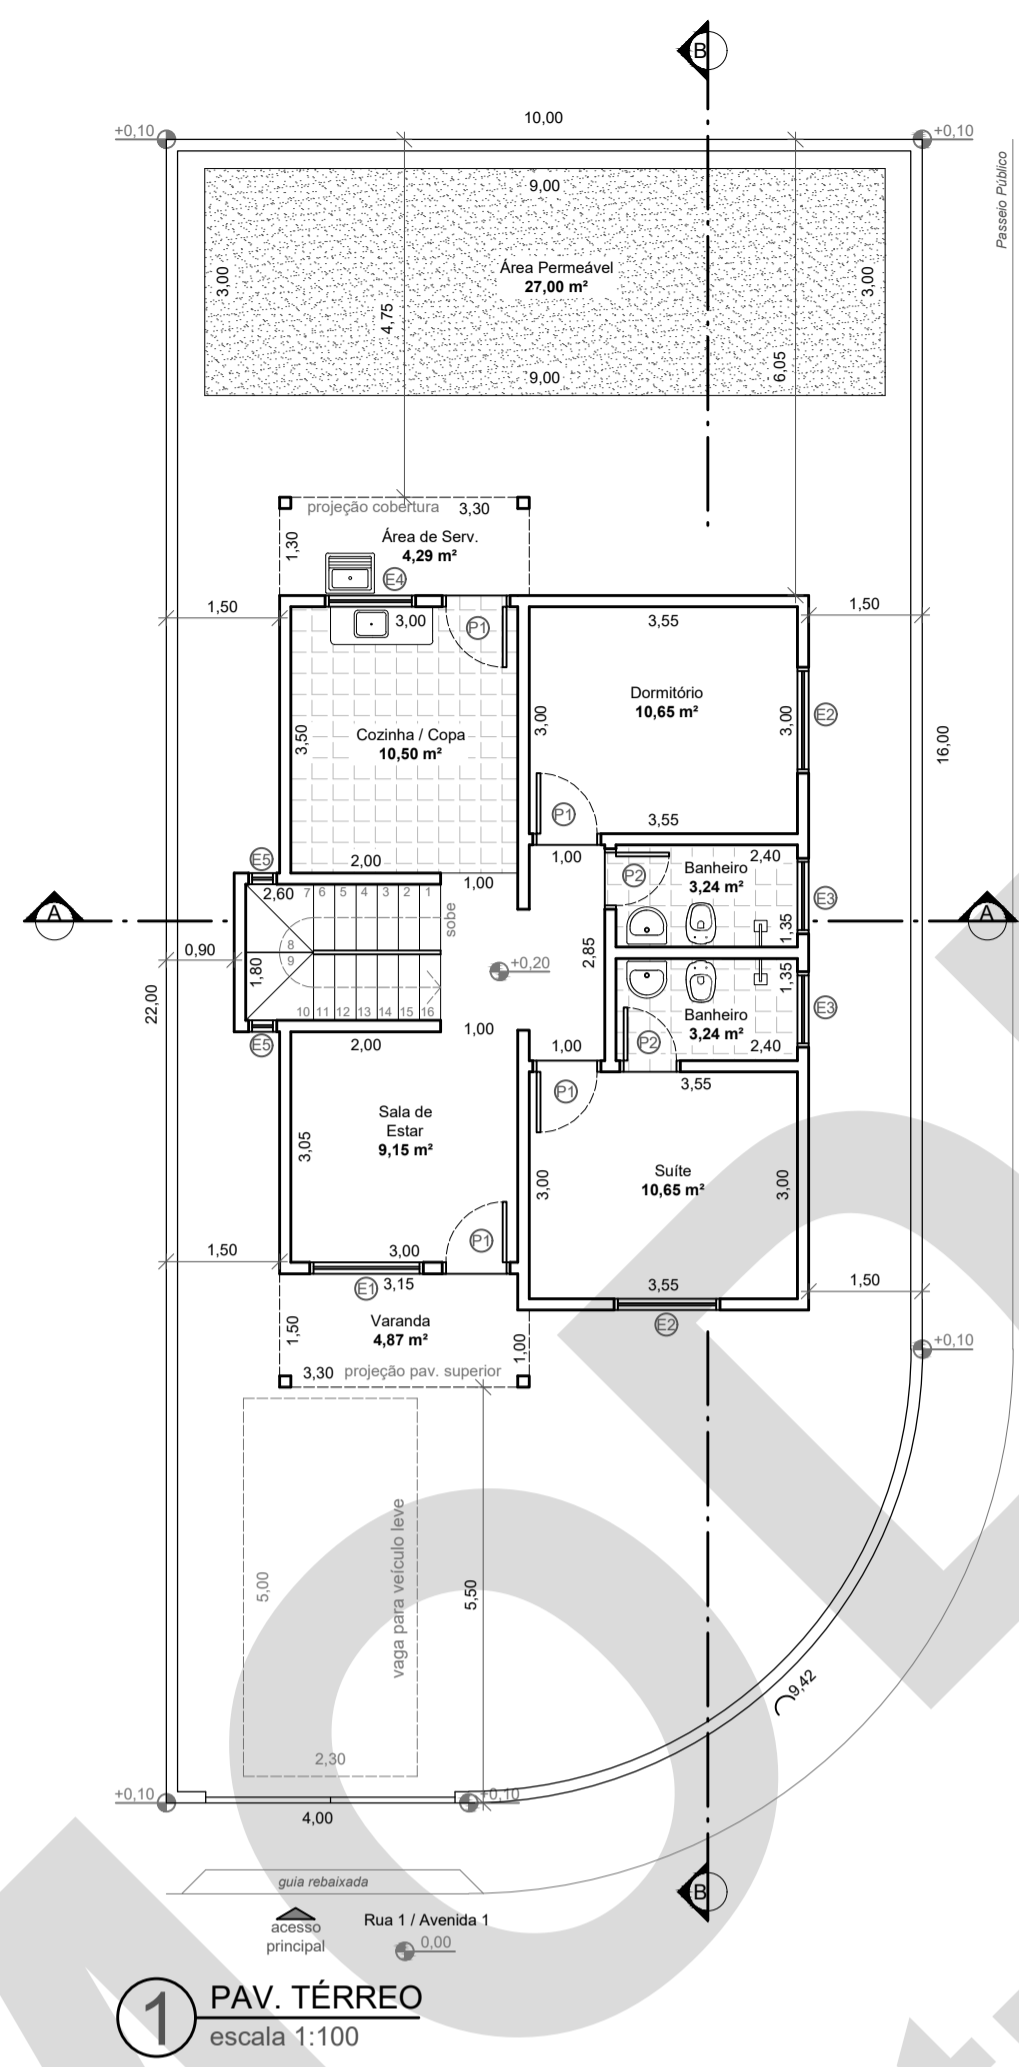 B
10,00
+0,10
+0,10
Passeio Público
9,00
Área Permeável
27,00 m²
3,00
3,00
4,75
6,05
9,00
projeção cobertura
3,30
Área de Serv.
4,29 m²
1,30
E4
1,50
3,00
P1
3,55
1,50
Dormitório
10,65 m²
3,00
3,00
E2
Cozinha / Copa
10,50 m²
3,50
16,00
P1
3,55
2,00
1,00
1,00
E5
2,60
7
6
5
4
3
2
1
sobe
P2
Banheiro
3,24 m²
2,40
E3
1,35
A
A
0,90
8
9
1,80
+0,20
2,85
22,00
10
11
12
13
14
15
16
1,35
Banheiro
3,24 m²
2,40
E3
P2
E5
2,00
1,00
1,00
3,55
P1
Sala de
Estar
9,15 m²
3,05
Suíte
10,65 m²
3,00
3,00
P1
1,50
3,00
3,15
E1
3,55
E2
1,50
Varanda
4,87 m²
1,50
1,00
3,30
projeção pav. superior
+0,10
5,00
vaga para veículo leve
5,50
2,30
9,42
+0,10
+0,10
4,00
guia rebaixada
B
acesso
principal
Rua 1 / Avenida 1
0,00
1
PAV. TÉRREO
escala 1:100